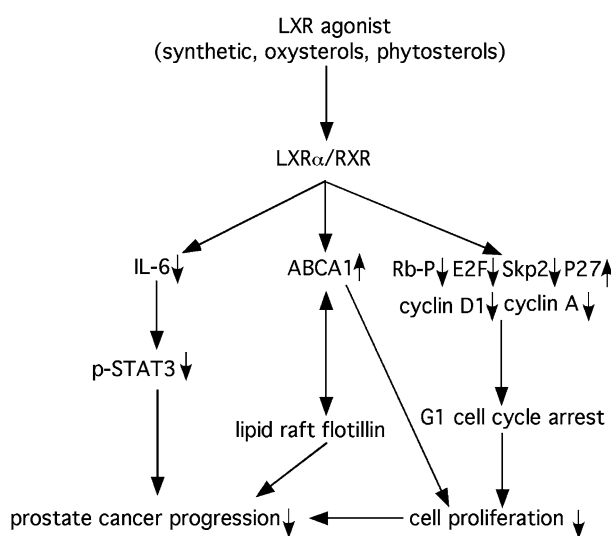 LXR agonist
(synthetic, oxysterols, phytosterols)
LXRα/RXR
IL-6
ABCA1
Rb-P E2F Skp2 P27
cyclin D1 cyclin A
p-STAT3
lipid raft flotillin
G1 cell cycle arrest
prostate cancer progression
cell proliferation